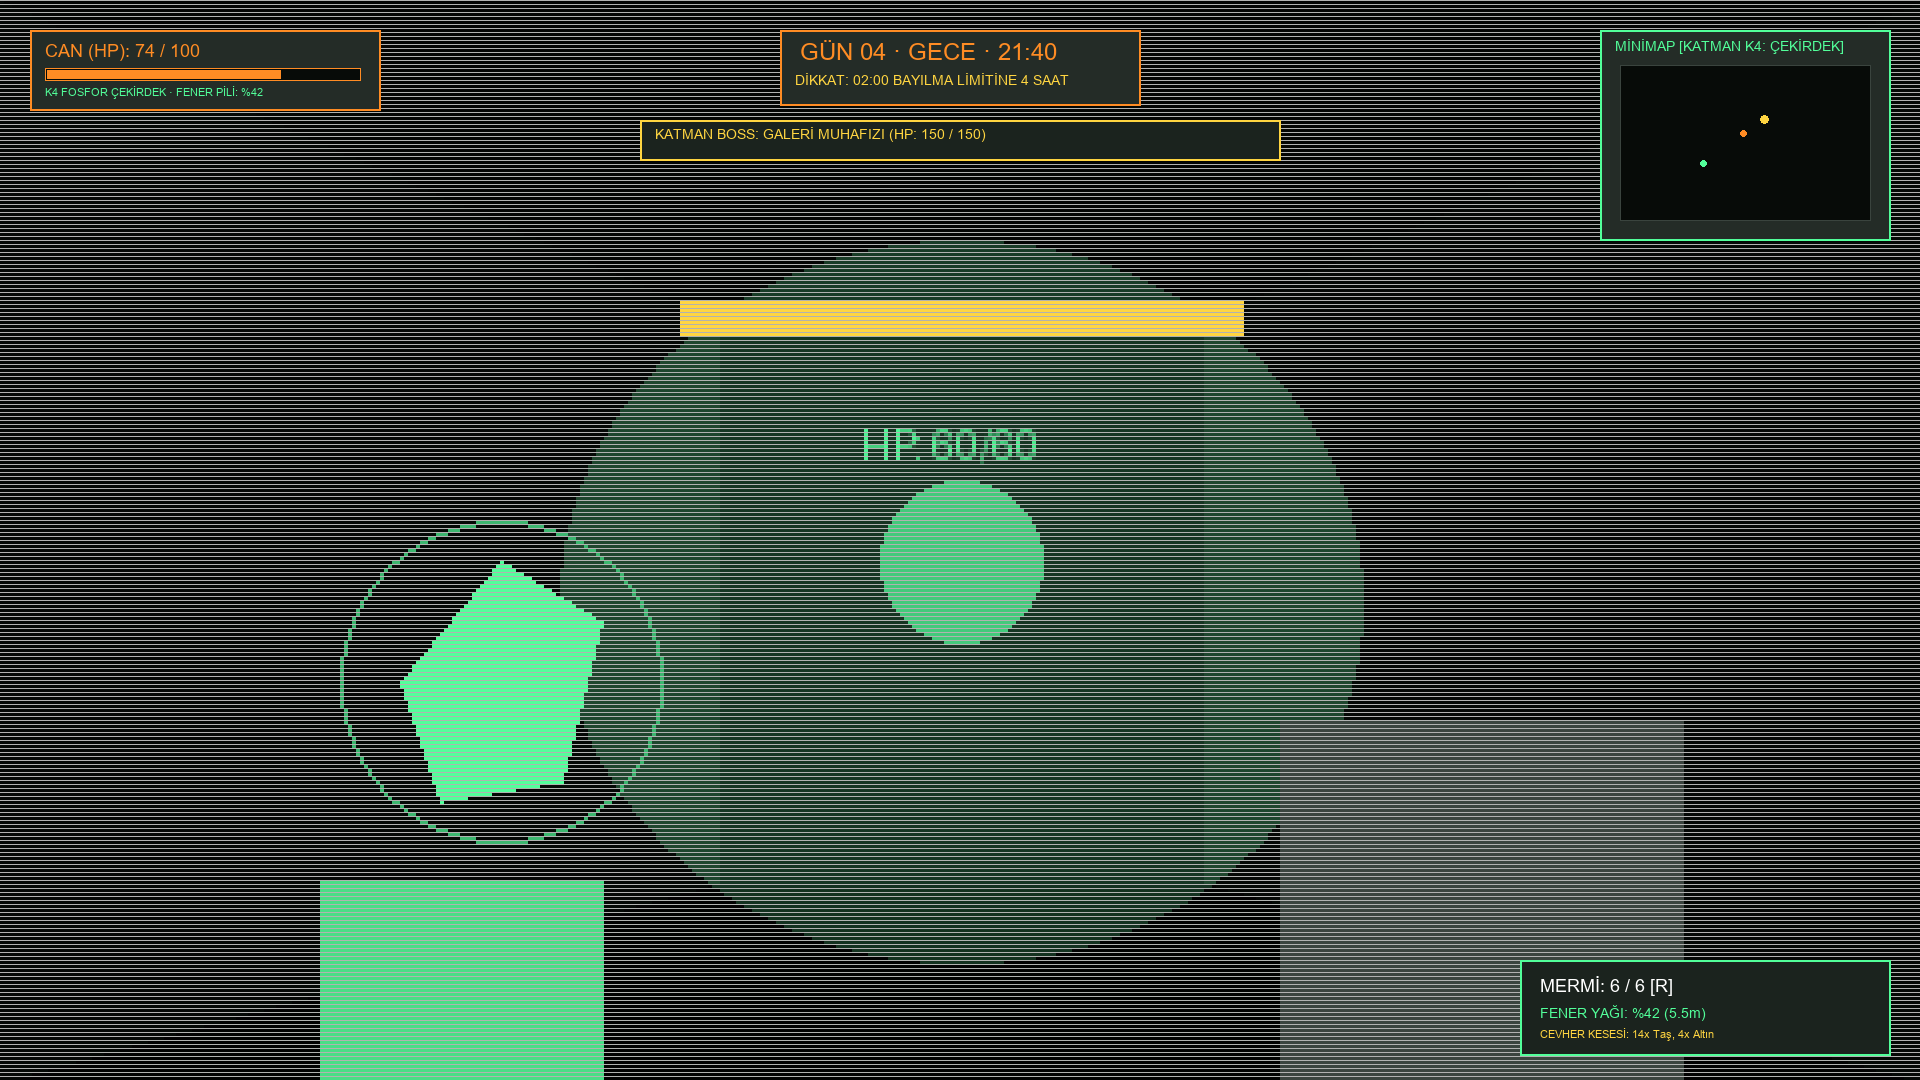 CAN (HP): 74 / 100
K4 FOSFOR ÇEKİRDEK · FENER PİLİ: %42
GÜN 04 · GECE · 21:40
DİKKAT: 02:00 BAYILMA LİMİTİNE 4 SAAT
MİNİMAP [KATMAN K4: ÇEKİRDEK]
KATMAN BOSS: GALERİ MUHAFIZI (HP: 150 / 150)
HP: 60/60
MERMİ: 6 / 6 [R]
FENER YAĞI: %42 (5.5m)
CEVHER KESESİ: 14x Taş, 4x Altın